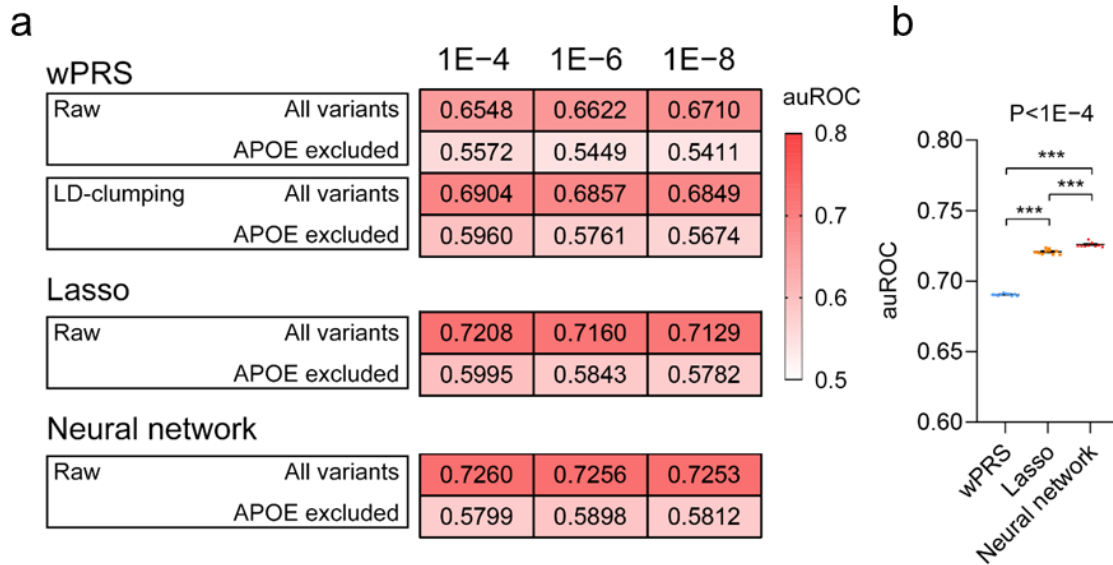 a
wPRS 1E−4 1E−6 1E−8
Raw All variants 0.6548 0.6622 0.6710
APOE excluded 0.5572 0.5449 0.5411
LD-clumping All variants 0.6904 0.6857 0.6849
APOE excluded 0.5960 0.5761 0.5674
Lasso
Raw All variants 0.7208 0.7160 0.7129
APOE excluded 0.5995 0.5843 0.5782
Neural network
Raw All variants 0.7260 0.7256 0.7253
APOE excluded 0.5799 0.5898 0.5812
auROC
0.8
0.7
0.6
0.5
b
P<1E−4
***
***
***
auROC
0.80
0.75
0.70
0.65
0.60
wPRS
Lasso
Neural network